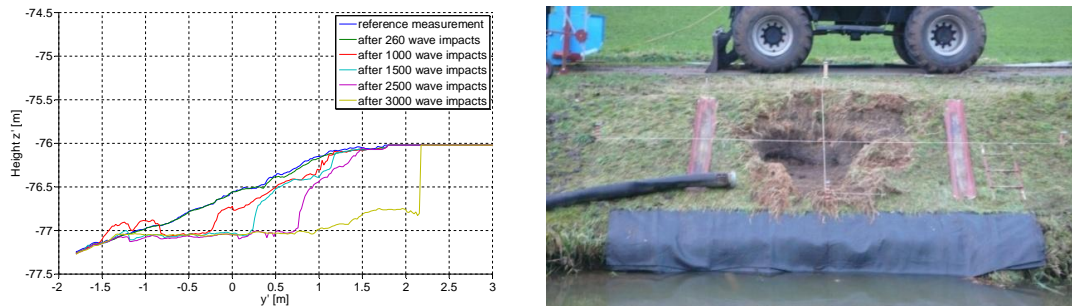 -74.5
-75
-75.5
-76
-76.5
-77
-77.5
Height z' [m]
reference measurement
after 260 wave impacts
after 1000 wave impacts
after 1500 wave impacts
after 2500 wave impacts
after 3000 wave impacts
-2
-1.5
-1
-0.5
0
0.5
1
1.5
2
2.5
3
y' [m]